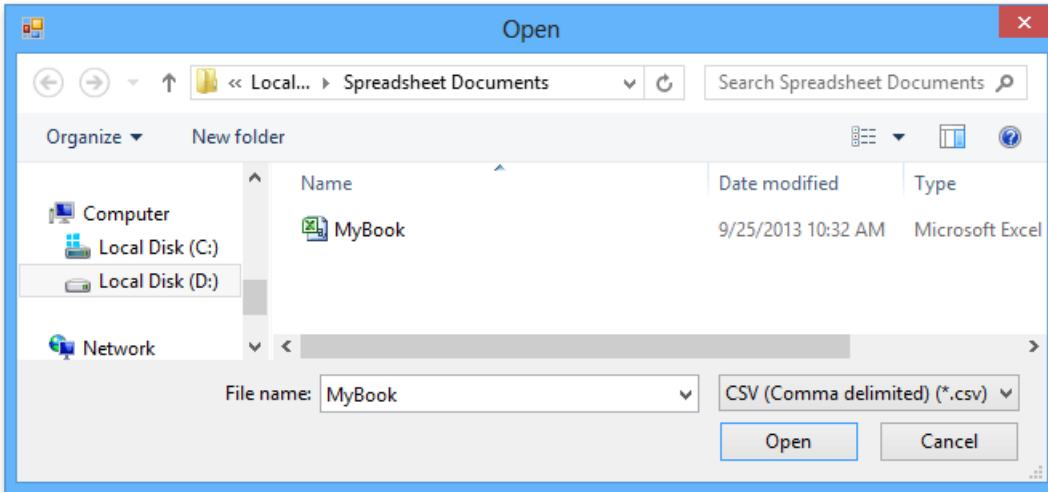 Open
« Local... Spreadsheet Documents
Search Spreadsheet Documents
Organize
New folder
Name
Date modified
Type
Computer
Local Disk (C:)
Local Disk (D:)
Network
MyBook
9/25/2013 10:32 AM
Microsoft Excel
File name:
MyBook
CSV (Comma delimited) (*.csv)
Open
Cancel